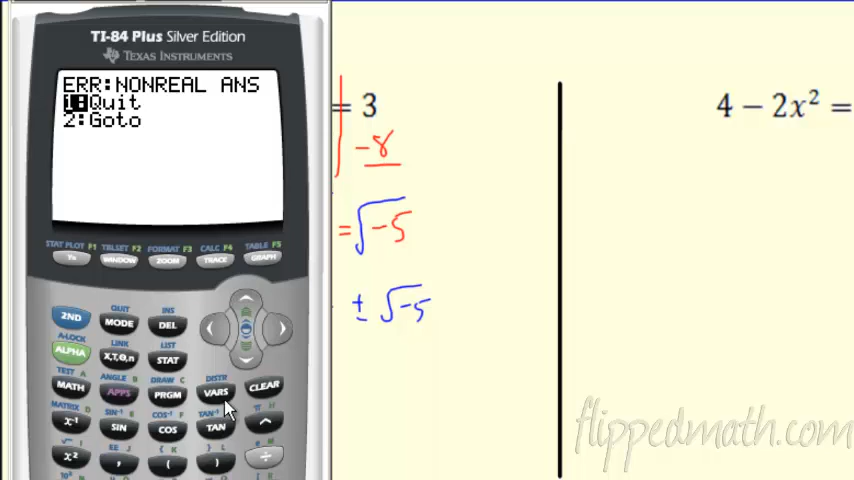 TI-84 Plus Silver Edition
TEXAS INSTRUMENTS
ERR:NONREAL ANS
1:Quit
2:Goto
STAT PLOT F1 TBLSET F2 FORMAT F3 CALC F4 TABLE F5
Y= WINDOW ZOOM TRACE GRAPH
QUIT INS
2ND MODE DEL
A-LOCK LINK LIST
ALPHA X,T,Θ,n STAT
TEST A ANGLE B DRAW C DISTR
MATH APPS PRGM VARS CLEAR
MATRIX D SIN⁻¹ E COS⁻¹ F TAN⁻¹ G π H
x⁻¹ SIN COS TAN ^
√ I EE J { K } L e M
x² , ( ) ÷
10ˣ
= 3
-8
= √-5
± √-5
4 − 2x² =
flippedmath.com